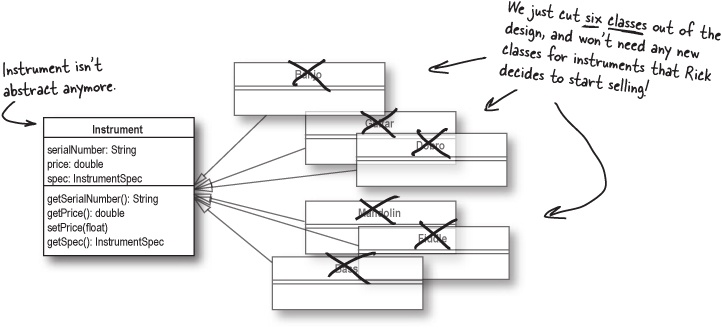 We just cut six classes out of the
design, and won't need any new
classes for instruments that Rick
decides to start selling!
Instrument isn't
abstract anymore.
Banjo
Guitar
Dobro
Instrument
serialNumber: String
price: double
spec: InstrumentSpec
getSerialNumber(): String
getPrice(): double
setPrice(float)
getSpec(): InstrumentSpec
Mandolin
Fiddle
Bass